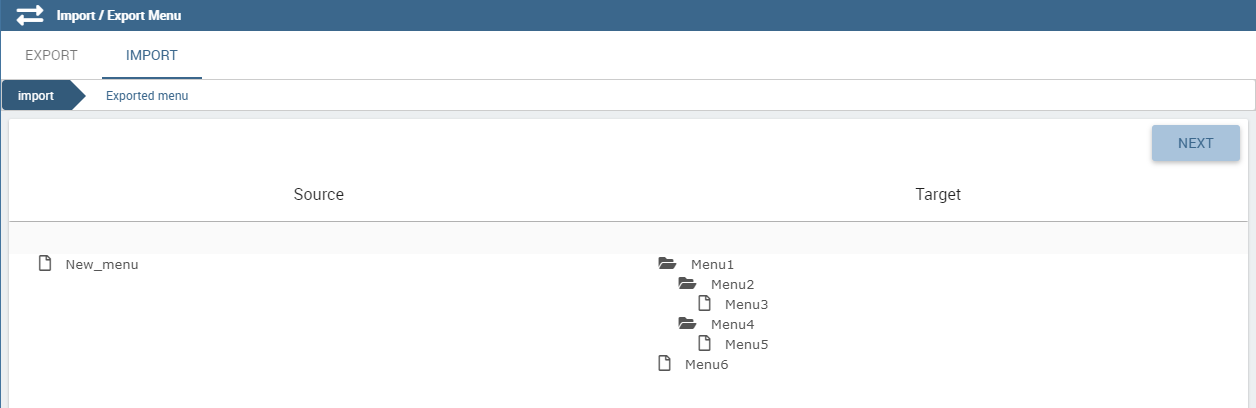 Import / Export Menu
EXPORT IMPORT
import Exported menu
NEXT
Source Target
New_menu Menu1
Menu2
Menu3
Menu4
Menu5
Menu6